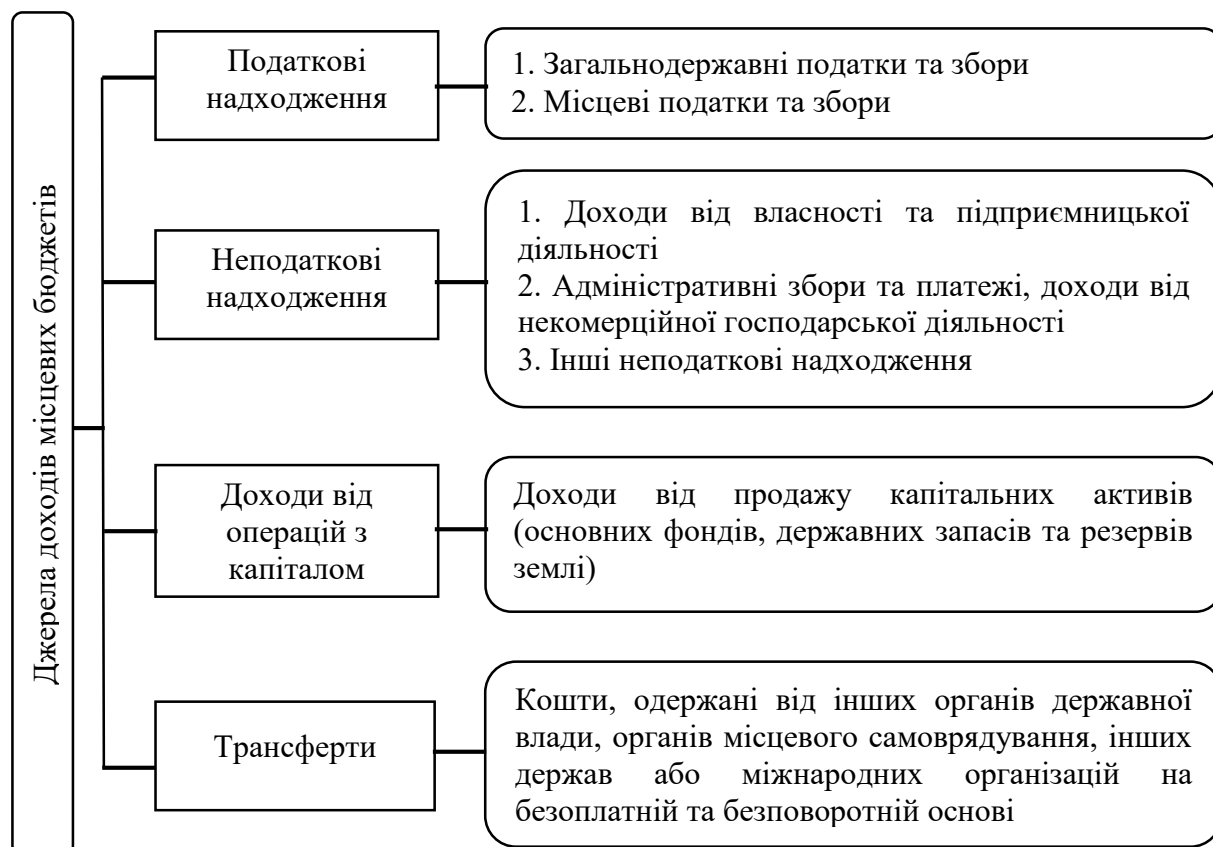 Джерела доходів місцевих бюджетів
Податкові
надходження
1. Загальнодержавні податки та збори
2. Місцеві податки та збори
Неподаткові
надходження
1. Доходи від власності та підприємницької
діяльності
2. Адміністративні збори та платежі, доходи від
некомерційної господарської діяльності
3. Інші неподаткові надходження
Доходи від
операцій з
капіталом
Доходи від продажу капітальних активів
(основних фондів, державних запасів та резервів
землі)
Трансферти
Кошти, одержані від інших органів державної
влади, органів місцевого самоврядування, інших
держав або міжнародних організацій на
безоплатній та безповоротній основі